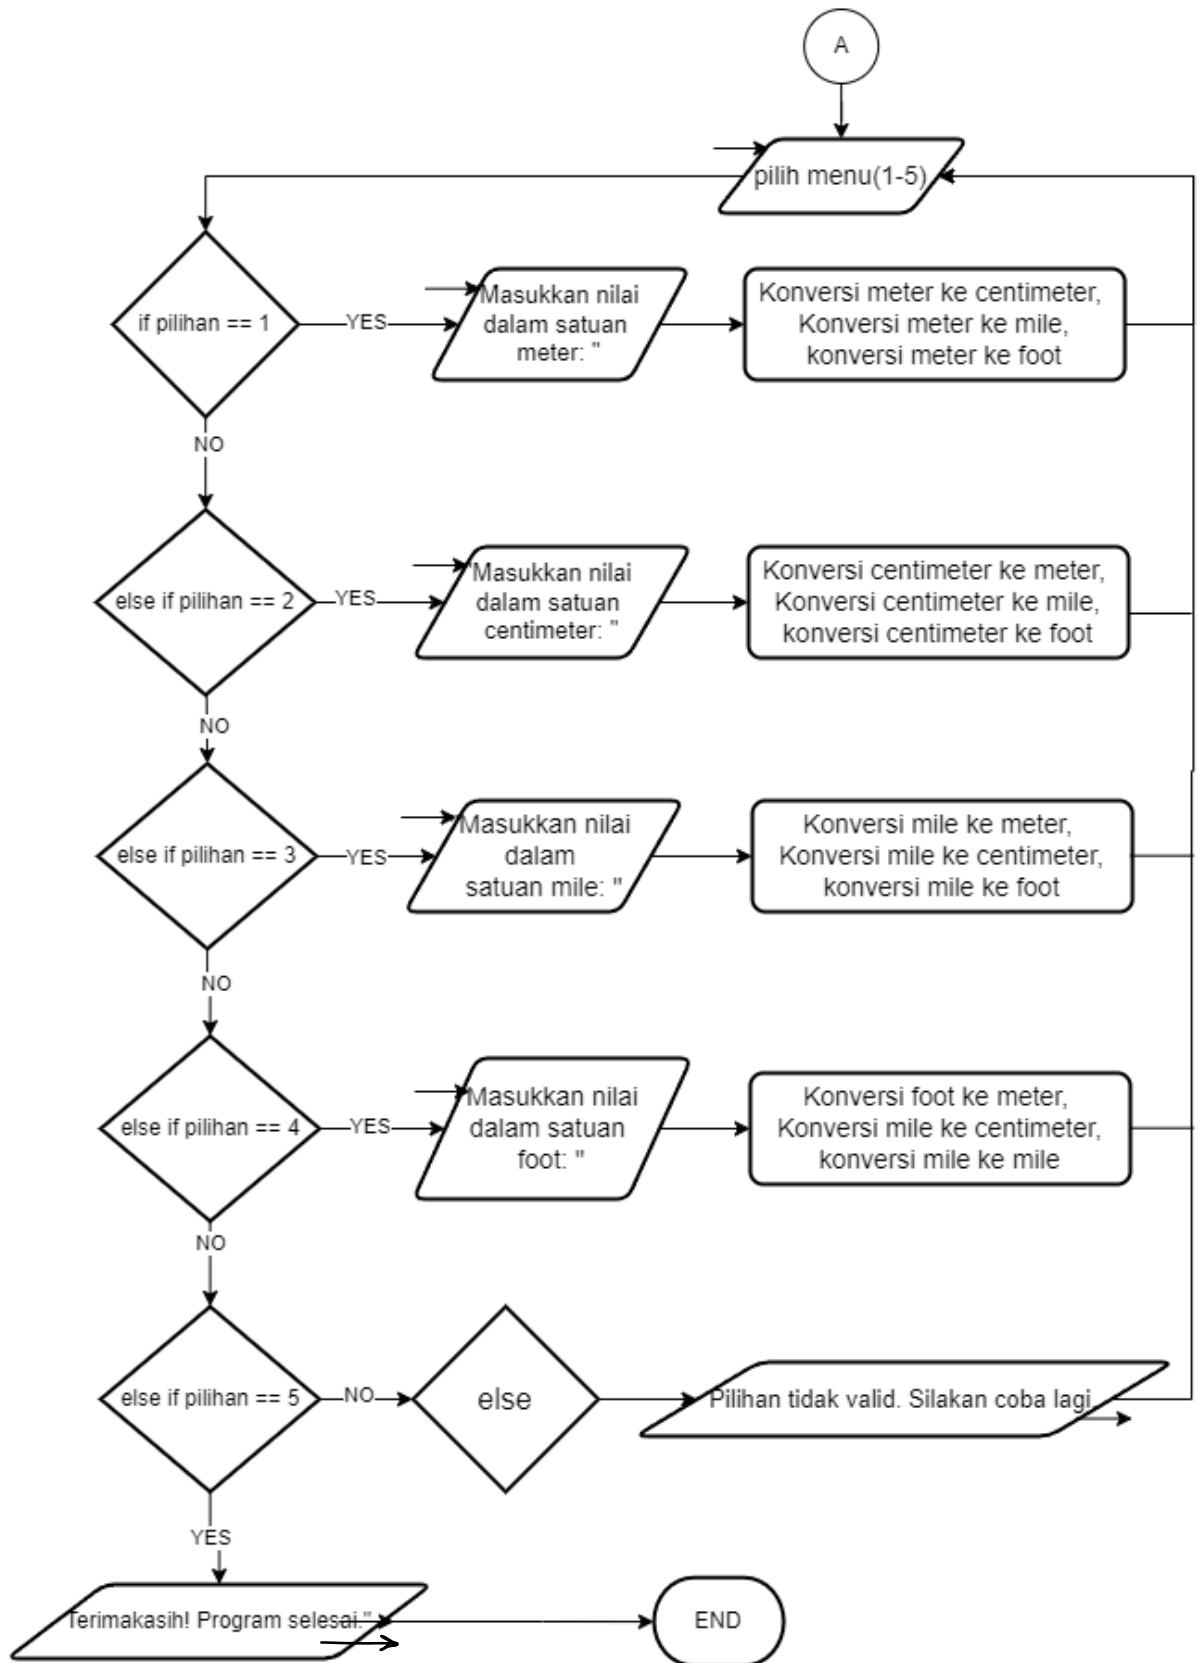 A
pilih menu(1-5)
if pilihan == 1
YES
Masukkan nilai
dalam satuan
meter: "
Konversi meter ke centimeter,
Konversi meter ke mile,
konversi meter ke foot
NO
else if pilihan == 2
YES
"Masukkan nilai
dalam satuan
centimeter: "
Konversi centimeter ke meter,
Konversi centimeter ke mile,
konversi centimeter ke foot
NO
else if pilihan == 3
YES
Masukkan nilai
dalam
satuan mile: "
Konversi mile ke meter,
Konversi mile ke centimeter,
konversi mile ke foot
NO
else if pilihan == 4
YES
Masukkan nilai
dalam satuan
foot: "
Konversi foot ke meter,
Konversi mile ke centimeter,
konversi mile ke mile
NO
else if pilihan == 5
NO
else
Pilihan tidak valid. Silakan coba lagi.
YES
Terimakasih! Program selesai."
END